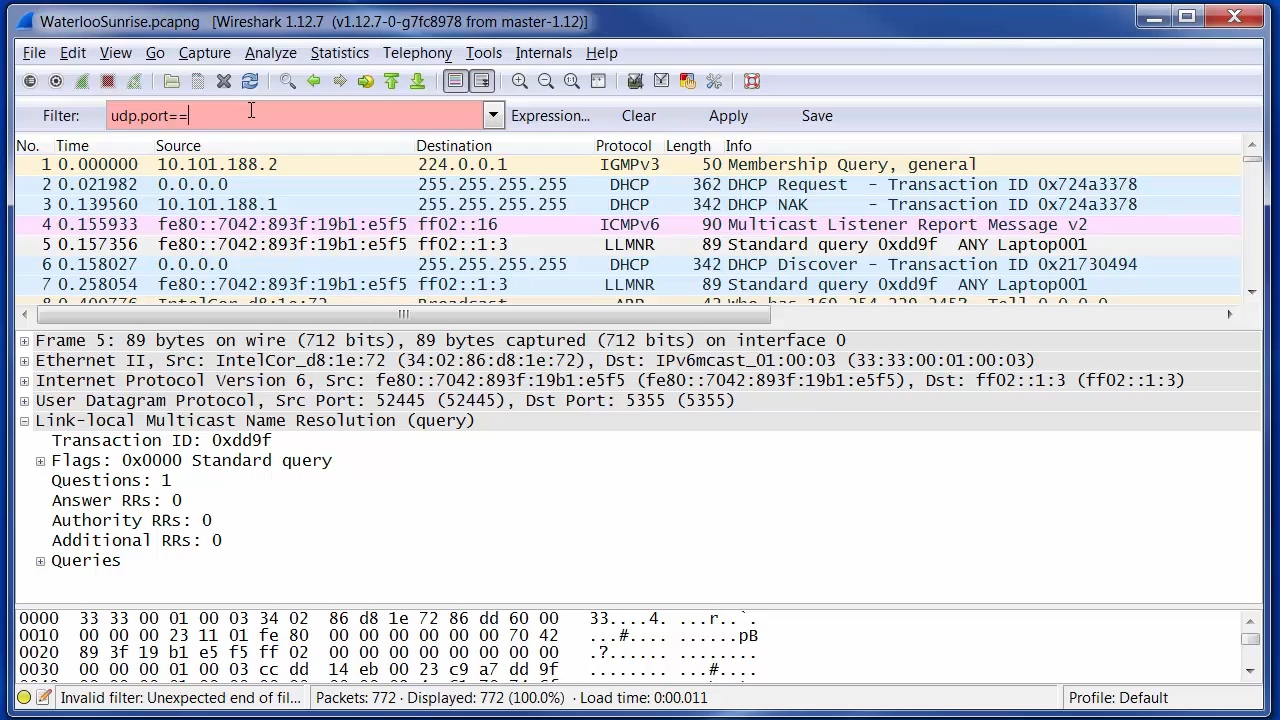 WaterlooSunrise.pcapng [Wireshark 1.12.7 (v1.12.7-0-g7fc8978 from master-1.12)]
File Edit View Go Capture Analyze Statistics Telephony Tools Internals Help
Filter: udp.port== Expression... Clear Apply Save
No. Time Source Destination Protocol Length Info
1 0.000000 10.101.188.2 224.0.0.1 IGMPv3 50 Membership Query, general
2 0.021982 0.0.0.0 255.255.255.255 DHCP 362 DHCP Request - Transaction ID 0x724a3378
3 0.139560 10.101.188.1 255.255.255.255 DHCP 342 DHCP NAK - Transaction ID 0x724a3378
4 0.155933 fe80::7042:893f:19b1:e5f5 ff02::16 ICMPv6 90 Multicast Listener Report Message v2
5 0.157356 fe80::7042:893f:19b1:e5f5 ff02::1:3 LLMNR 89 Standard query 0xdd9f ANY Laptop001
6 0.158027 0.0.0.0 255.255.255.255 DHCP 342 DHCP Discover - Transaction ID 0x21730494
7 0.258054 fe80::7042:893f:19b1:e5f5 ff02::1:3 LLMNR 89 Standard query 0xdd9f ANY Laptop001
Frame 5: 89 bytes on wire (712 bits), 89 bytes captured (712 bits) on interface 0
Ethernet II, Src: IntelCor_d8:1e:72 (34:02:86:d8:1e:72), Dst: IPv6mcast_01:00:03 (33:33:00:01:00:03)
Internet Protocol Version 6, Src: fe80::7042:893f:19b1:e5f5 (fe80::7042:893f:19b1:e5f5), Dst: ff02::1:3 (ff02::1:3)
User Datagram Protocol, Src Port: 52445 (52445), Dst Port: 5355 (5355)
Link-local Multicast Name Resolution (query)
Transaction ID: 0xdd9f
Flags: 0x0000 Standard query
Questions: 1
Answer RRs: 0
Authority RRs: 0
Additional RRs: 0
Queries
0000 33 33 00 01 00 03 34 02 86 d8 1e 72 86 dd 60 00 33....4. ...r..`.
0010 00 00 00 23 11 01 fe 80 00 00 00 00 00 00 70 42 ...#.... ......pB
0020 89 3f 19 b1 e5 f5 ff 02 00 00 00 00 00 00 00 00 .?...... ........
0030 00 00 00 01 00 03 cc dd 14 eb 00 23 c9 a7 dd 9f ........ ...#....
Invalid filter: Unexpected end of fil... Packets: 772 · Displayed: 772 (100.0%) · Load time: 0:00.011 Profile: Default